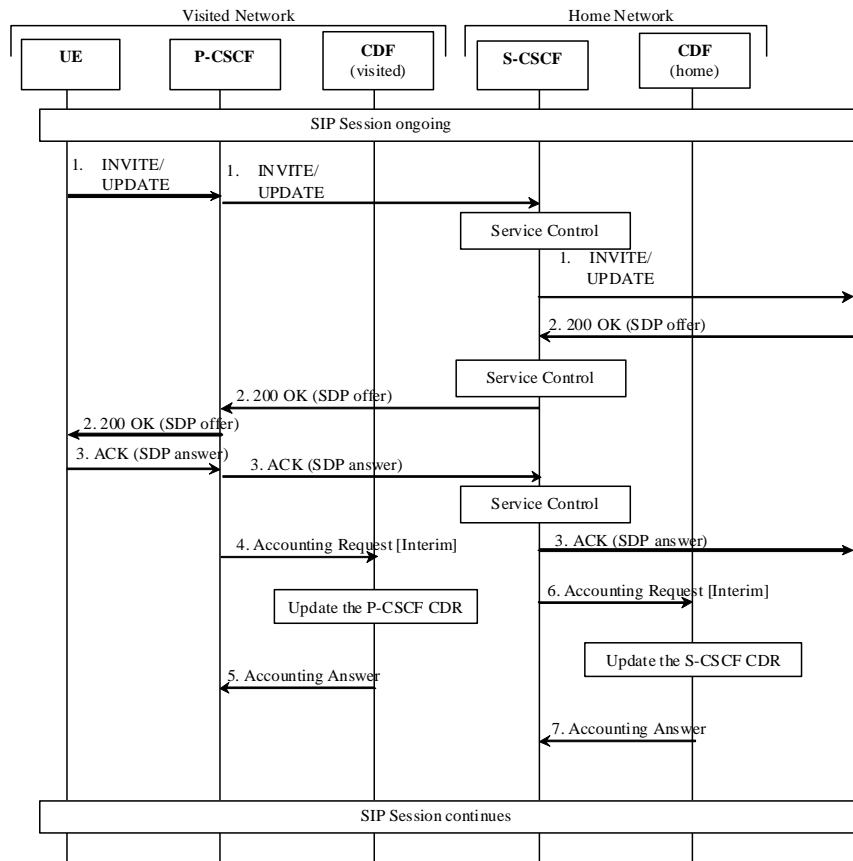 Visited Network
Home Network
UE
P-CSCF
CDF
(visited)
S-CSCF
CDF
(home)
SIP Session ongoing
1. INVITE/
UPDATE
1. INVITE/
UPDATE
Service Control
1. INVITE/
UPDATE
2. 200 OK (SDP offer)
Service Control
2. 200 OK (SDP offer)
2. 200 OK (SDP offer)
3. ACK (SDP answer)
3. ACK (SDP answer)
Service Control
4. Accounting Request [Interim]
3. ACK (SDP answer)
6. Accounting Request [Interim]
Update the P-CSCF CDR
Update the S-CSCF CDR
5. Accounting Answer
7. Accounting Answer
SIP Session continues